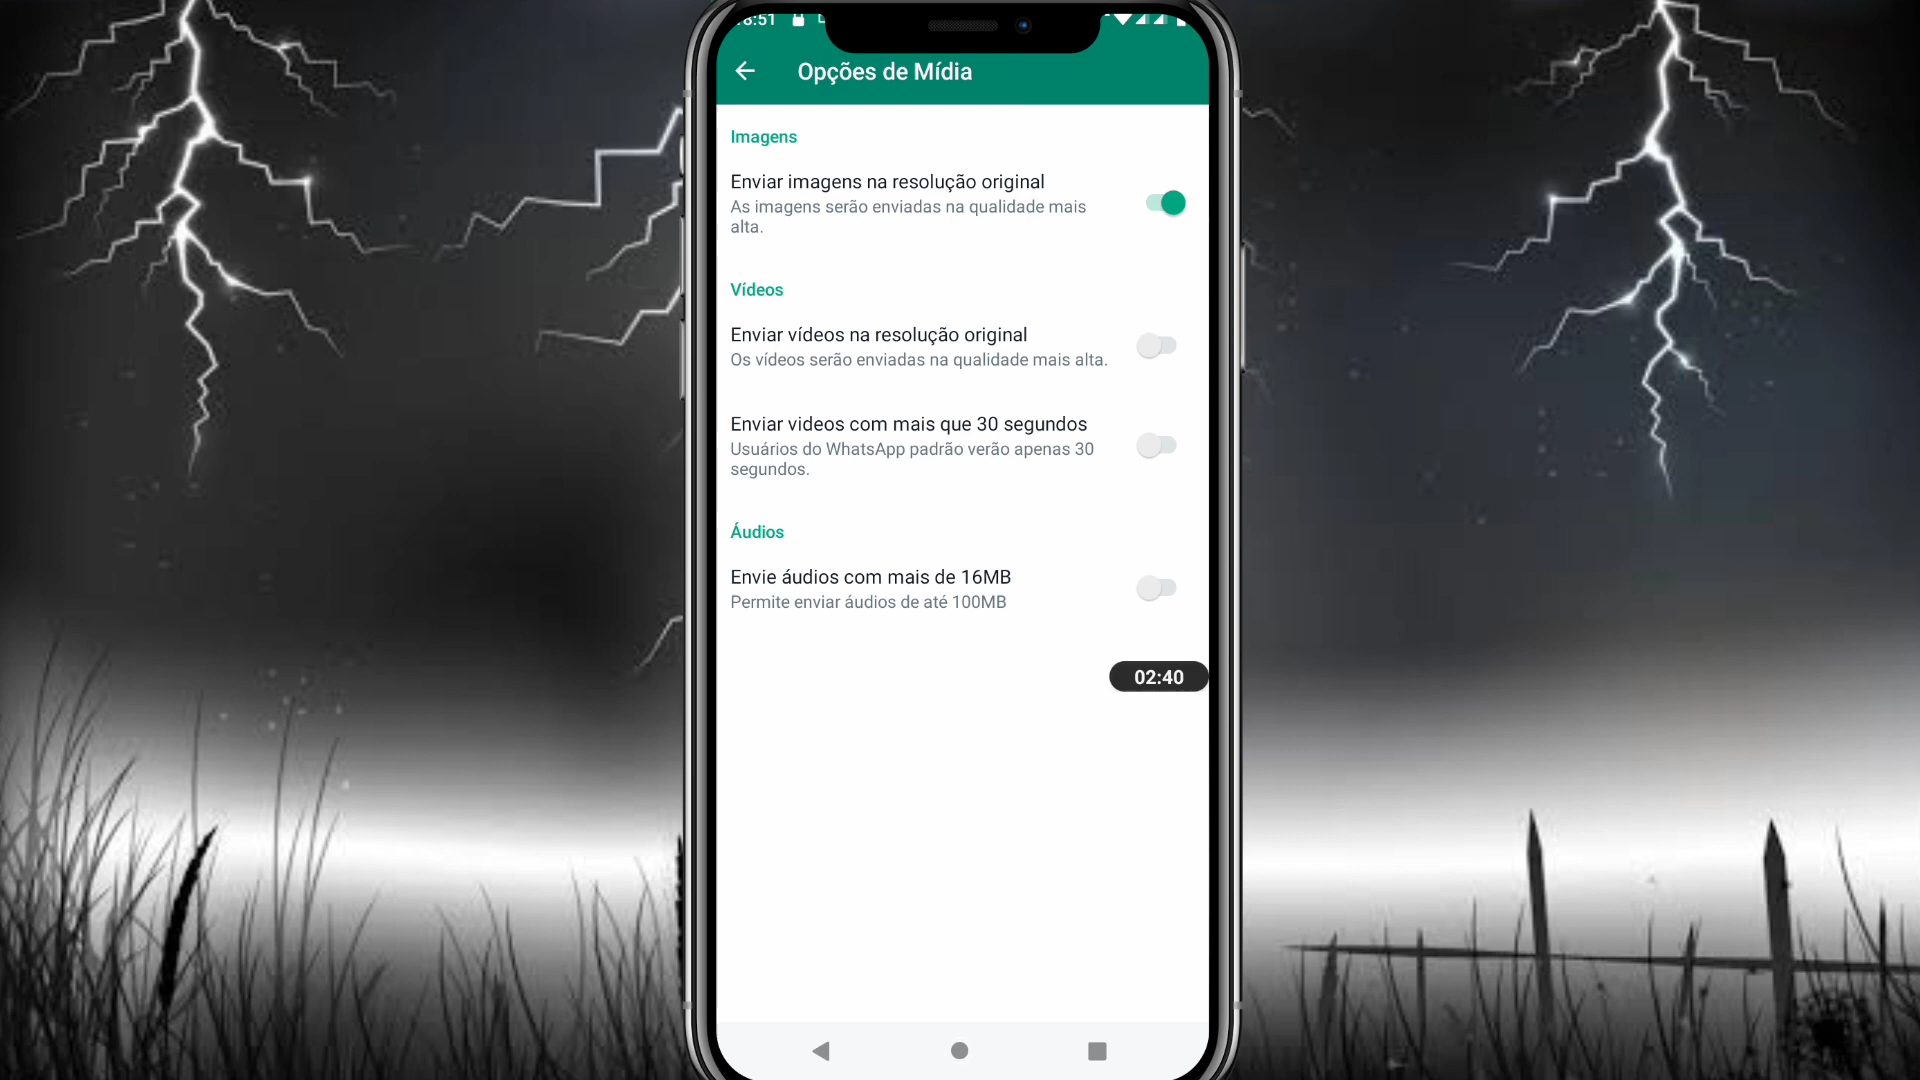 :51
Opções de Mídia
Imagens
Enviar imagens na resolução original
As imagens serão enviadas na qualidade mais
alta.
Vídeos
Enviar vídeos na resolução original
Os vídeos serão enviadas na qualidade mais alta.
Enviar videos com mais que 30 segundos
Usuários do WhatsApp padrão verão apenas 30
segundos.
Áudios
Envie áudios com mais de 16MB
Permite enviar áudios de até 100MB
02:40